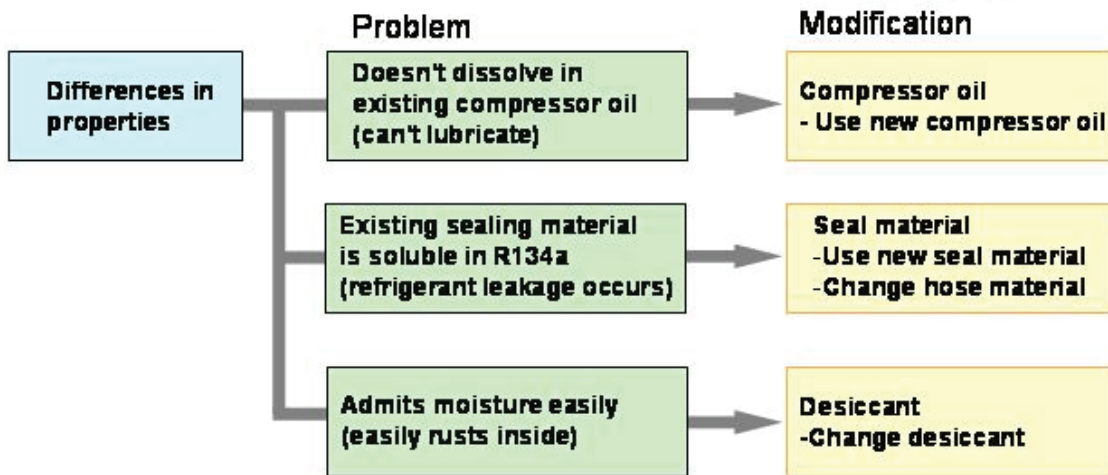 Problem
Modification
Differences in
properties
Doesn't dissolve in
existing compressor oil
(can't lubricate)
Compressor oil
- Use new compressor oil
Existing sealing material
is soluble in R134a
(refrigerant leakage occurs)
Seal material
-Use new seal material
-Change hose material
Admits moisture easily
(easily rusts inside)
Desiccant
-Change desiccant